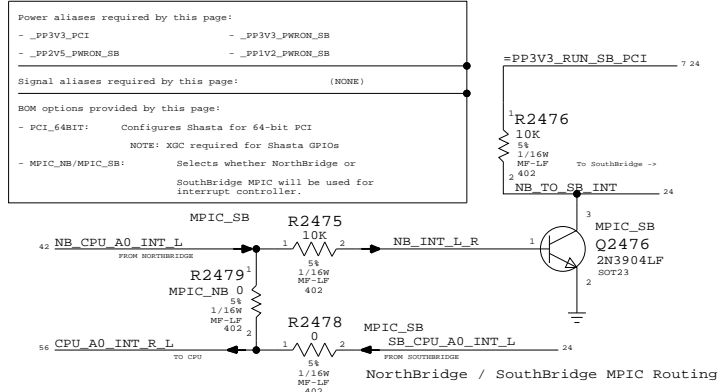 Power aliases required by this page:
- _PP3V3_PCI - _PP3V3_PWRON_SB
- _PP2V5_PWRON_SB - _PP1V2_PWRON_SB
Signal aliases required by this page: (NONE)
BOM options provided by this page:
- PCI_64BIT: Configures Shasta for 64-bit PCI
NOTE: XGC required for Shasta GPIOs
- MPIC_NB/MPIC_SB: Selects whether NorthBridge or
SouthBridge MPIC will be used for
interrupt controller.
=PP3V3_RUN_SB_PCI 7 24
1
R2476
10K
5%
1/16W
MF-LF
402
2
To SouthBridge ->
NB_TO_SB_INT 24
3
MPIC_SB
Q2476
2N3904LF
SOT23
1
2
MPIC_SB
R2475
10K
42 NB_CPU_A0_INT_L 1 2 NB_INT_L_R
FROM NORTHBRIDGE
5%
1/16W
MF-LF
402
R2479 1
MPIC_NB 0
5%
1/16W
MF-LF
402 2
R2478
0
MPIC_SB
56 CPU_A0_INT_R_L 1 2 SB_CPU_A0_INT_L 24
TO CPU FROM SOUTHBRIDGE
5%
1/16W
MF-LF
402
NorthBridge / SouthBridge MPIC Routing